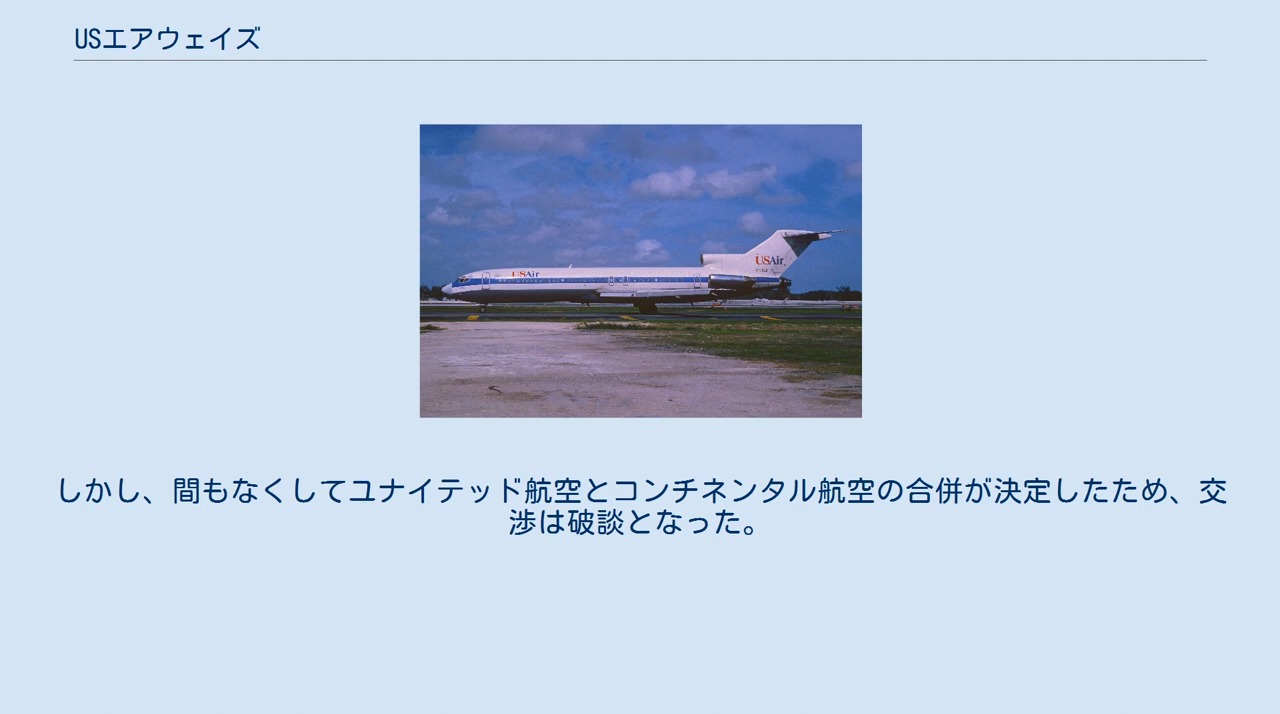 USエアウェイズ
USAir
USAir
しかし、間もなくしてユナイテッド航空とコンチネンタル航空の合併が決定したため、交
渉は破談となった。